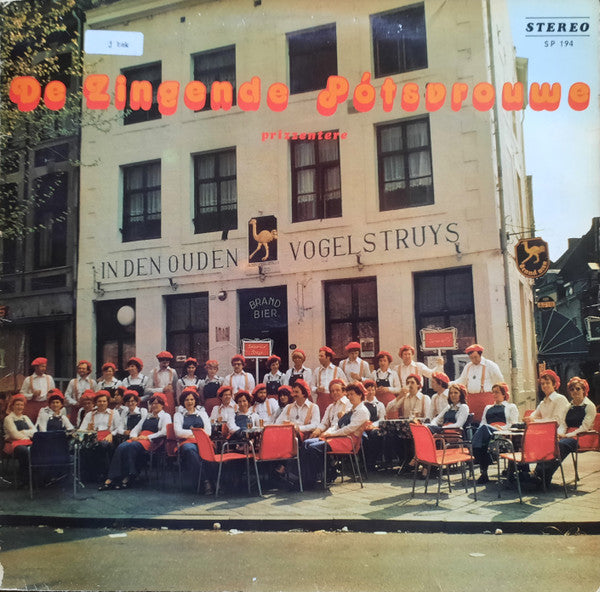 STEREO
SP 194
De Zingende Pótsvrouwe
prizzentere
IN DEN OUDEN VOGELSTRUYS
BRAND
BIER